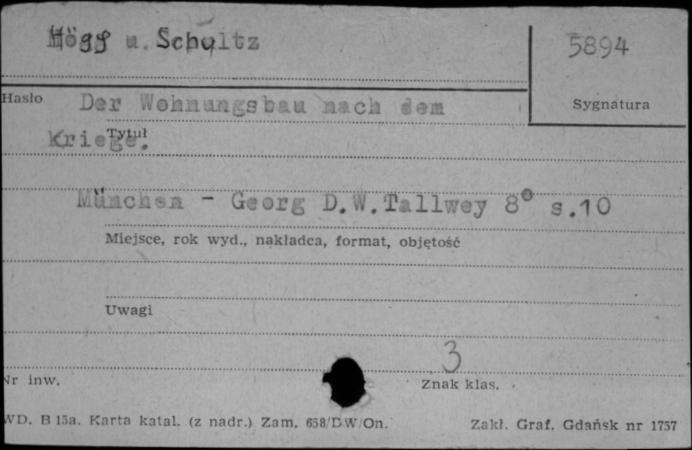 Högg u. Schultz
5894
Hasło
Der Wohnungsbau nach dem
Sygnatura
Kriege.
Tytuł
München - Georg D.W.Tallwey 8° s.10
Miejsce, rok wyd., nakładca, format, objętość
Uwagi
3
Nr inw.
Znak klas.
WD. B 15a. Karta katal. (z nadr.) Zam. 658/DW/On.
Zakł. Graf. Gdańsk nr 1757